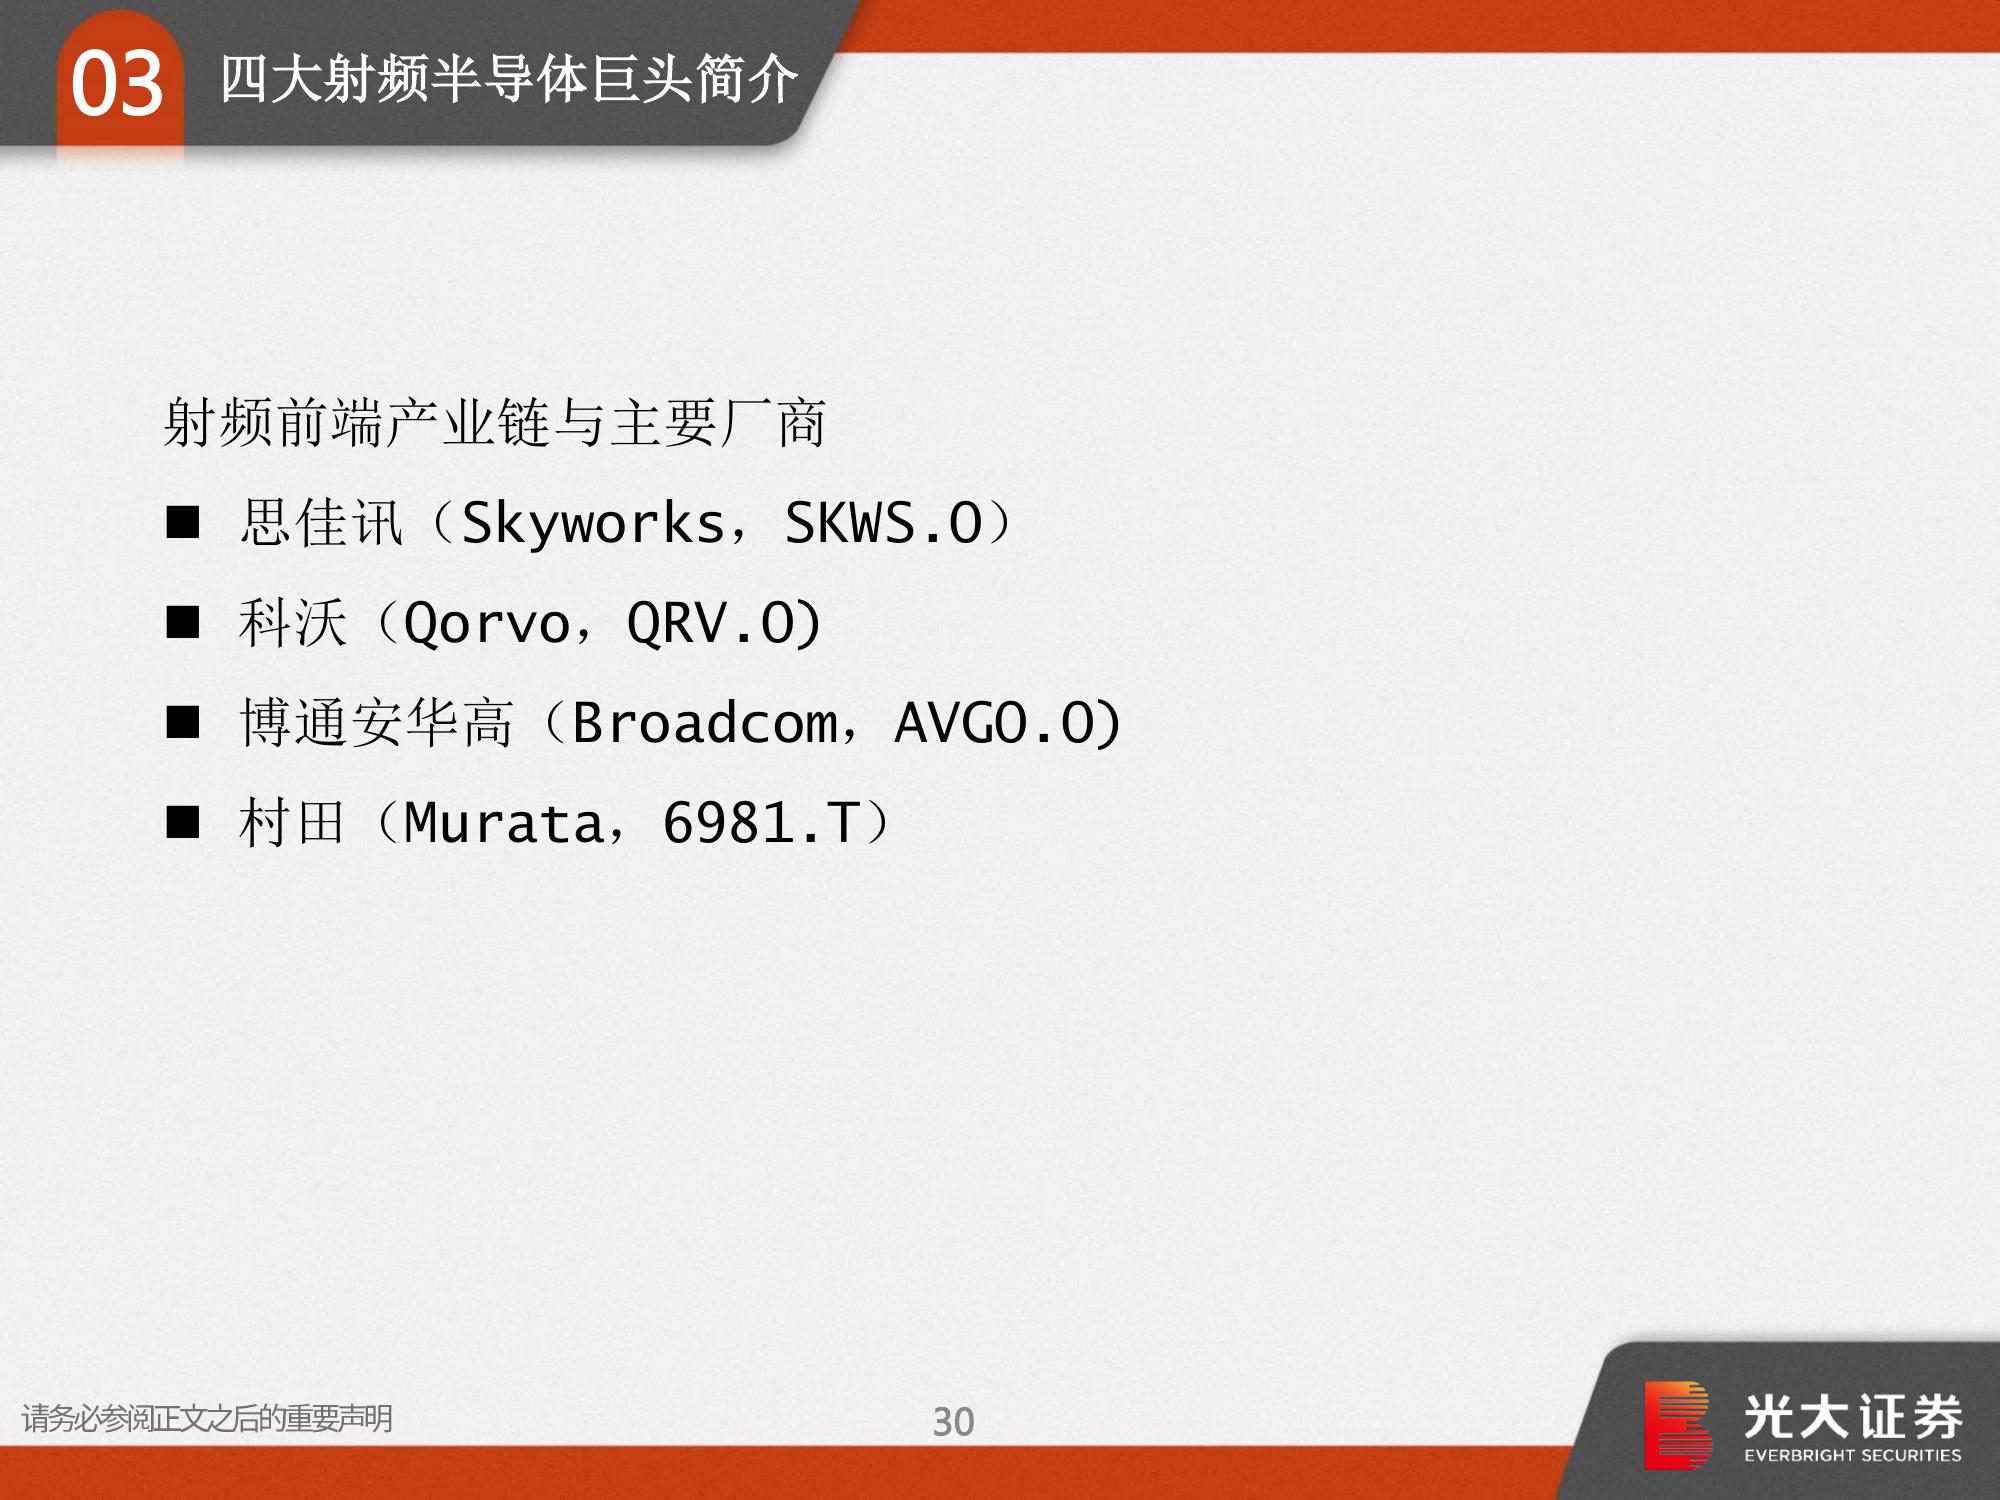 03
四大射频半导体巨头简介
射频前端产业链与主要厂商
■ 思佳讯（Skyworks，SKWS.O）
■ 科沃（Qorvo，QRV.O)
■ 博通安华高（Broadcom，AVGO.O)
■ 村田（Murata，6981.T）
请务必参阅正文之后的重要声明
30
光大证券
EVERBRIGHT SECURITIES